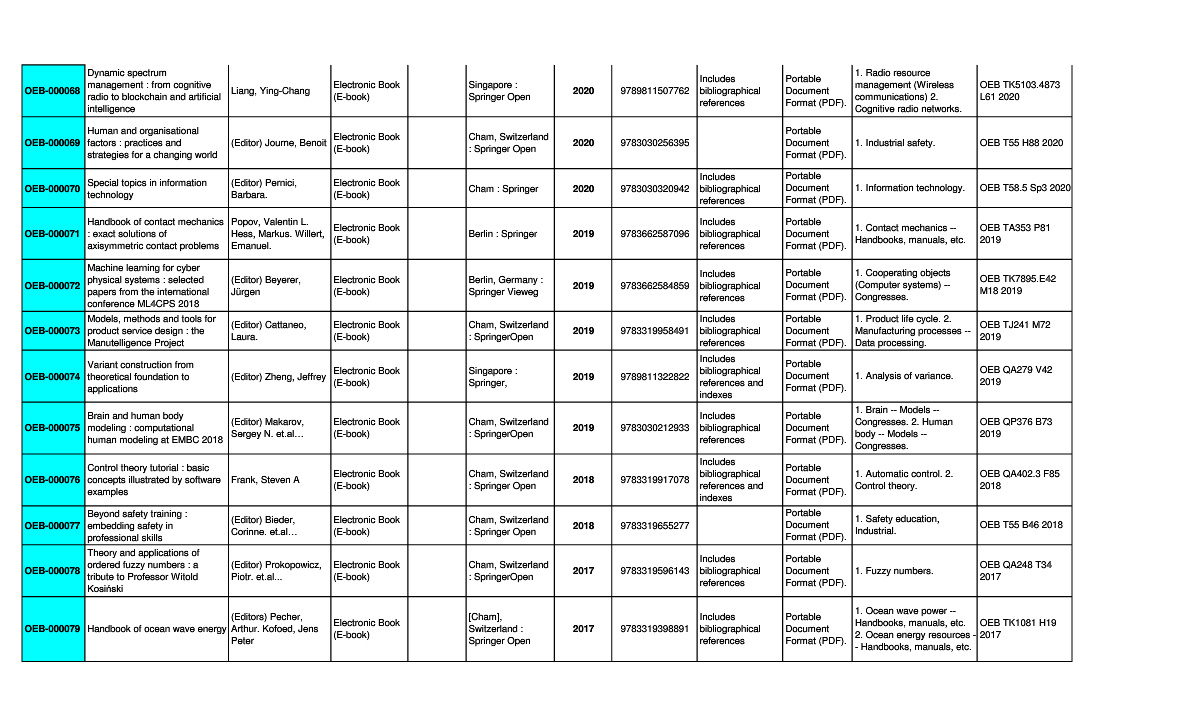 OEB-000068
Dynamic spectrum
management : from cognitive
radio to blockchain and artificial
intelligence
Liang, Ying-Chang
Electronic Book
(E-book)
Singapore :
Springer Open
2020
9789811507762
Includes
bibliographical
references
Portable
Document
Format (PDF).
1. Radio resource
management (Wireless
communications) 2.
Cognitive radio networks.
OEB TK5103.4873
L61 2020
OEB-000069
Human and organisational
factors : practices and
strategies for a changing world
(Editor) Journe, Benoit
Electronic Book
(E-book)
Cham, Switzerland
: Springer Open
2020
9783030256395
Portable
Document
Format (PDF).
1. Industrial safety.
OEB T55 H88 2020
OEB-000070
Special topics in information
technology
(Editor) Pernici,
Barbara.
Electronic Book
(E-book)
Cham : Springer
2020
9783030320942
Includes
bibliographical
references
Portable
Document
Format (PDF).
1. Information technology.
OEB T58.5 Sp3 2020
OEB-000071
Handbook of contact mechanics
: exact solutions of
axisymmetric contact problems
Popov, Valentin L.
Hess, Markus. Willert,
Emanuel.
Electronic Book
(E-book)
Berlin : Springer
2019
9783662587096
Includes
bibliographical
references
Portable
Document
Format (PDF).
1. Contact mechanics --
Handbooks, manuals, etc.
OEB TA353 P81
2019
OEB-000072
Machine learning for cyber
physical systems : selected
papers from the international
conference ML4CPS 2018
(Editor) Beyerer,
Jürgen
Electronic Book
(E-book)
Berlin, Germany :
Springer Vieweg
2019
9783662584859
Includes
bibliographical
references
Portable
Document
Format (PDF).
1. Cooperating objects
(Computer systems) --
Congresses.
OEB TK7895.E42
M18 2019
OEB-000073
Models, methods and tools for
product service design : the
Manutelligence Project
(Editor) Cattaneo,
Laura.
Electronic Book
(E-book)
Cham, Switzerland
: SpringerOpen
2019
9783319958491
Includes
bibliographical
references
Portable
Document
Format (PDF).
1. Product life cycle. 2.
Manufacturing processes --
Data processing.
OEB TJ241 M72
2019
OEB-000074
Variant construction from
theoretical foundation to
applications
(Editor) Zheng, Jeffrey
Electronic Book
(E-book)
Singapore :
Springer,
2019
9789811322822
Includes
bibliographical
references and
indexes
Portable
Document
Format (PDF).
1. Analysis of variance.
OEB QA279 V42
2019
OEB-000075
Brain and human body
modeling : computational
human modeling at EMBC 2018
(Editor) Makarov,
Sergey N. et.al...
Electronic Book
(E-book)
Cham, Switzerland
: SpringerOpen
2019
9783030212933
Includes
bibliographical
references
Portable
Document
Format (PDF).
1. Brain -- Models --
Congresses. 2. Human
body -- Models --
Congresses.
OEB QP376 B73
2019
OEB-000076
Control theory tutorial : basic
concepts illustrated by software
examples
Frank, Steven A
Electronic Book
(E-book)
Cham, Switzerland
: Springer Open
2018
9783319917078
Includes
bibliographical
references and
indexes
Portable
Document
Format (PDF).
1. Automatic control. 2.
Control theory.
OEB QA402.3 F85
2018
OEB-000077
Beyond safety training :
embedding safety in
professional skills
(Editor) Bieder,
Corinne. et.al...
Electronic Book
(E-book)
Cham, Switzerland
: Springer Open
2018
9783319655277
Portable
Document
Format (PDF).
1. Safety education,
Industrial.
OEB T55 B46 2018
OEB-000078
Theory and applications of
ordered fuzzy numbers : a
tribute to Professor Witold
Kosiński
(Editor) Prokopowicz,
Piotr. et.al...
Electronic Book
(E-book)
Cham, Switzerland
: SpringerOpen
2017
9783319596143
Includes
bibliographical
references
Portable
Document
Format (PDF).
1. Fuzzy numbers.
OEB QA248 T34
2017
OEB-000079
Handbook of ocean wave energy
(Editors) Pecher,
Arthur. Kofoed, Jens
Peter
Electronic Book
(E-book)
[Cham],
Switzerland :
Springer Open
2017
9783319398891
Includes
bibliographical
references
Portable
Document
Format (PDF).
1. Ocean wave power --
Handbooks, manuals, etc.
2. Ocean energy resources -
- Handbooks, manuals, etc.
OEB TK1081 H19
2017